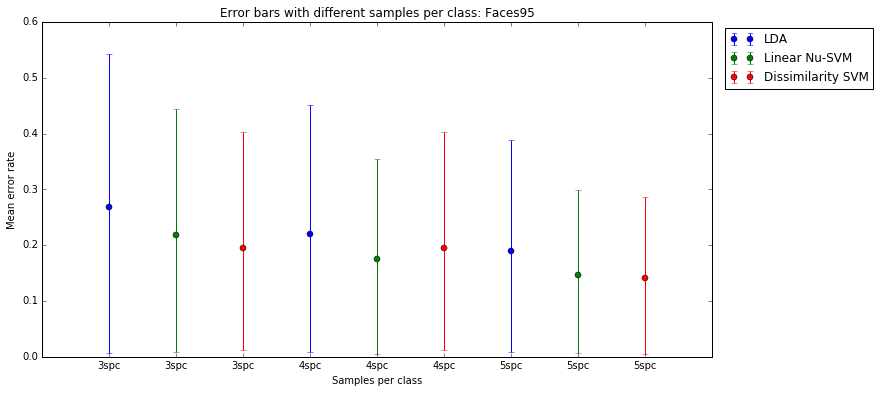 Error bars with different samples per class: Faces95
0.6
0.5
0.4
0.3
0.2
0.1
0.0
Mean error rate
3spc 3spc 3spc 4spc 4spc 4spc 5spc 5spc 5spc
Samples per class
LDA
Linear Nu-SVM
Dissimilarity SVM